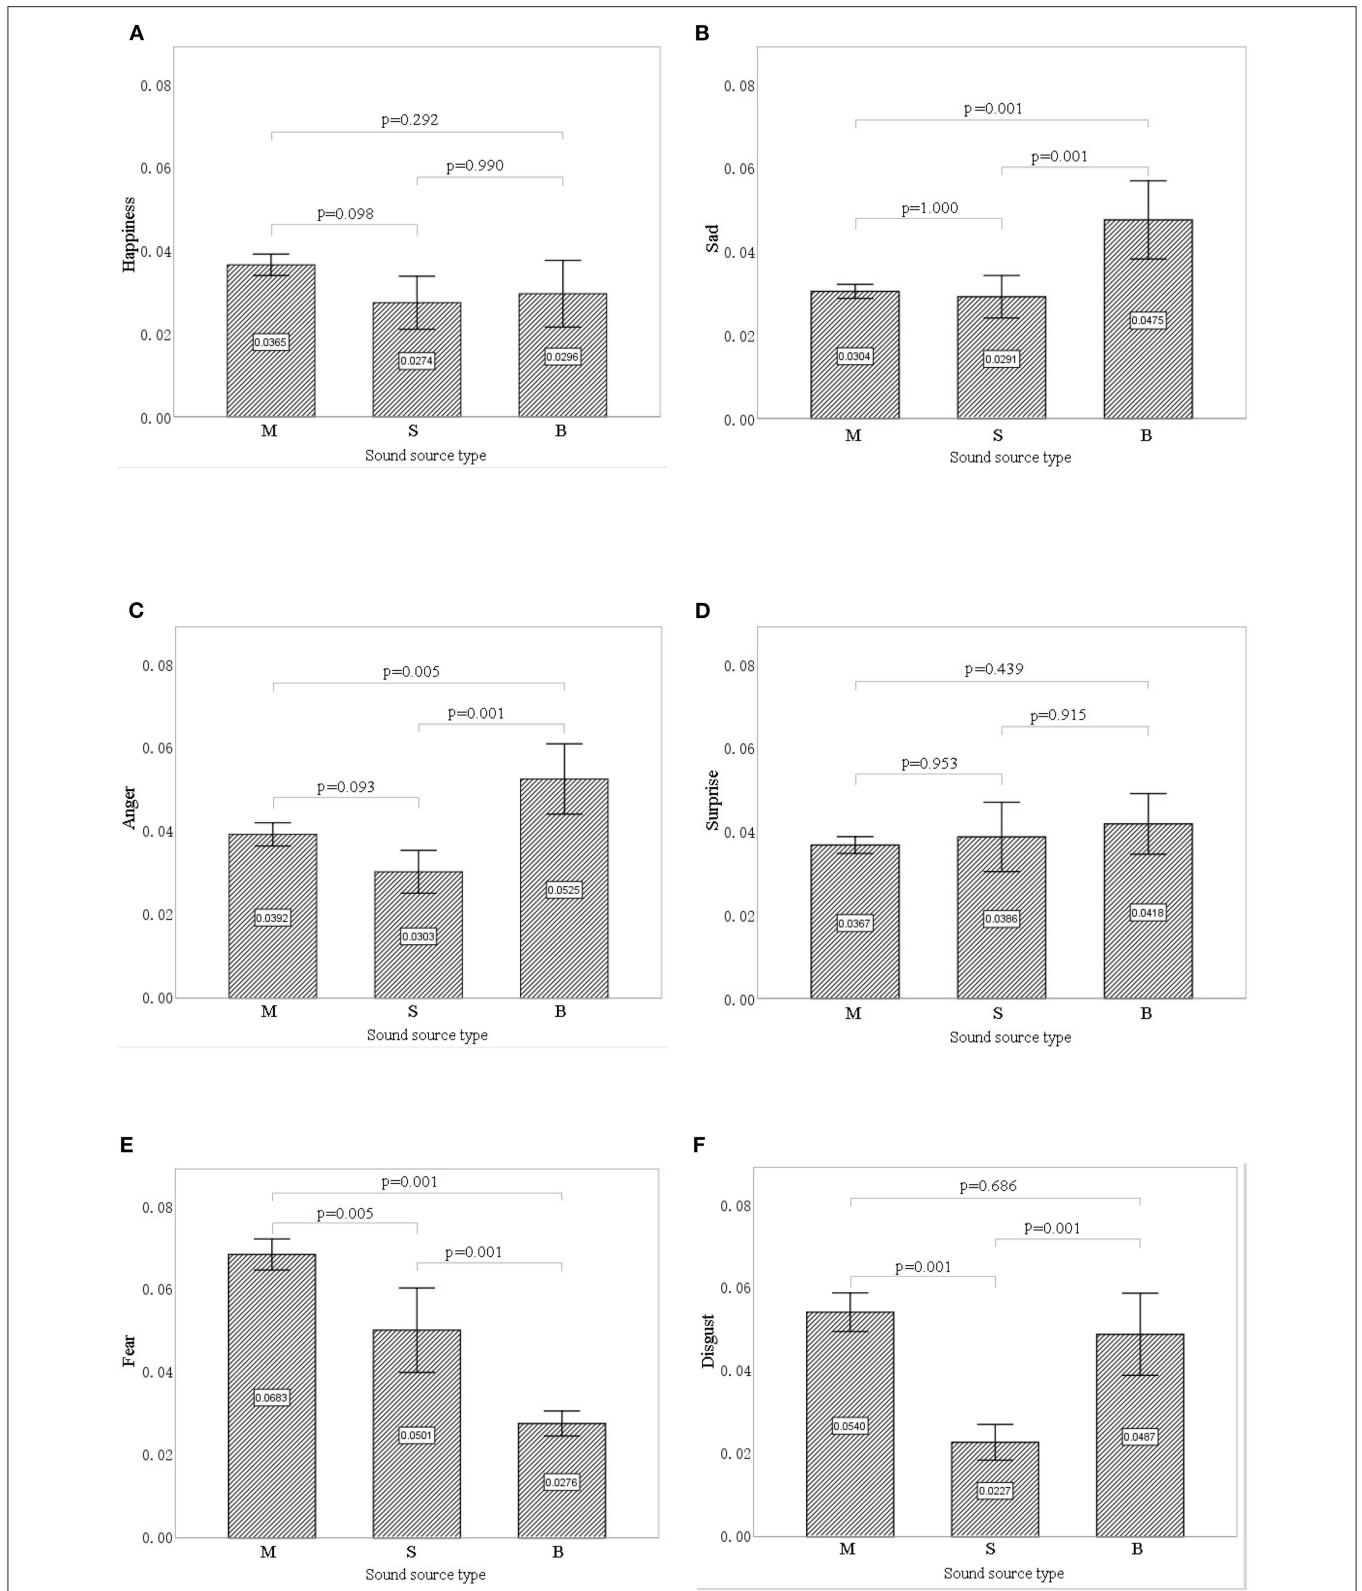 A
Happiness
0.08
0.06
0.04
0.02
0.00
p=0.292
p=0.990
p=0.098
0.0365
0.0274
0.0296
M S B
Sound source type
B
Sad
0.08
0.06
0.04
0.02
0.00
p=0.001
p=0.001
p=1.000
0.0304
0.0291
0.0475
M S B
Sound source type
C
Anger
0.08
0.06
0.04
0.02
0.00
p=0.005
p=0.001
p=0.093
0.0392
0.0303
0.0525
M S B
Sound source type
D
Surprise
0.08
0.06
0.04
0.02
0.00
p=0.439
p=0.915
p=0.953
0.0367
0.0386
0.0418
M S B
Sound source type
E
Fear
0.08
0.06
0.04
0.02
0.00
p=0.001
p=0.005
p=0.001
0.0683
0.0501
0.0276
M S B
Sound source type
F
Disgust
0.08
0.06
0.04
0.02
0.00
p=0.686
p=0.001
p=0.001
0.0540
0.0227
0.0487
M S B
Sound source type